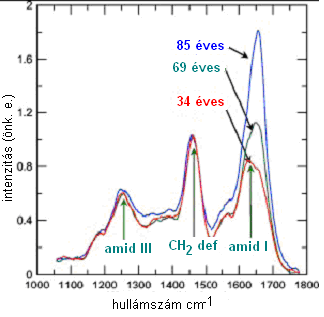 2
1.6
1.2
0.8
0.4
0
intenzitás (önk. e.)
85 éves
69 éves
34 éves
amid III
CH2 def
amid I
1000 1100 1200 1300 1400 1500 1600 1700 1800
hullámszám cm-1